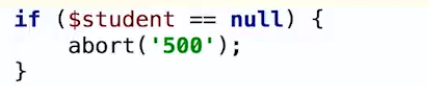 if ($student == null) {
    abort('500');
}